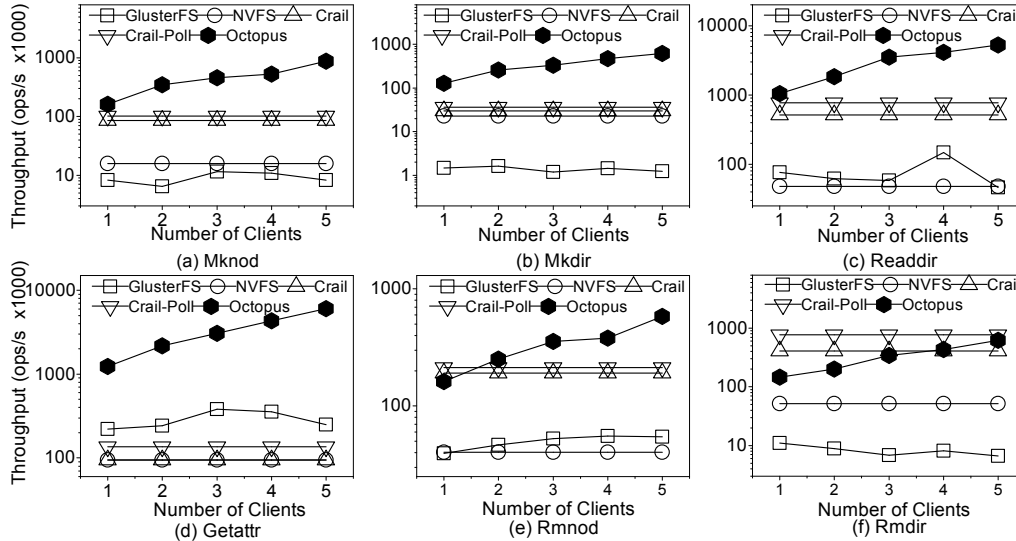 Throughput (ops/s x1000)
GlusterFS NVFS Crail
Crail-Poll Octopus
1000
100
10
1 2 3 4 5
Number of Clients
(a) Mknod
GlusterFS NVFS Crail
Crail-Poll Octopus
1000
100
10
1
1 2 3 4 5
Number of Clients
(b) Mkdir
GlusterFS NVFS Crail
Crail-Poll Octopus
10000
1000
100
1 2 3 4 5
Number of Clients
(c) Readdir
Throughput (ops/s x1000)
GlusterFS NVFS Crail
Crail-Poll Octopus
10000
1000
100
1 2 3 4 5
Number of Clients
(d) Getattr
GlusterFS NVFS Crail
Crail-Poll Octopus
1000
100
1 2 3 4 5
Number of Clients
(e) Rmnod
GlusterFS NVFS Crail
Crail-Poll Octopus
1000
100
10
1 2 3 4 5
Number of Clients
(f) Rmdir